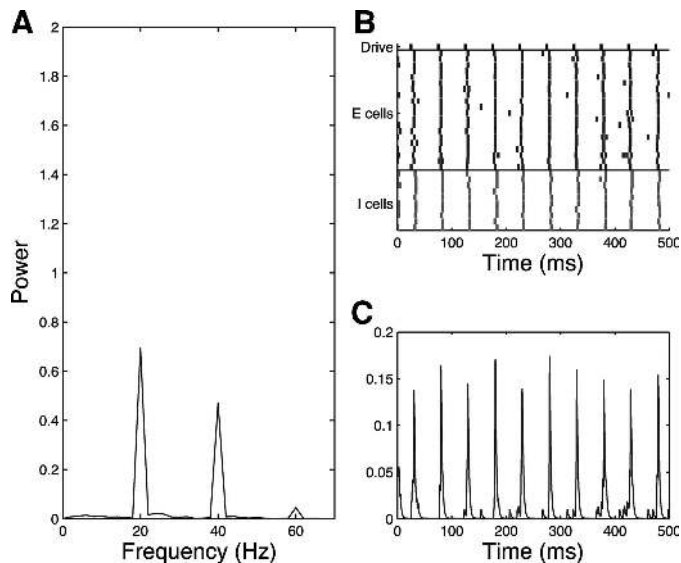 A
2
1.8
1.6
1.4
1.2
1
0.8
0.6
0.4
0.2
0
Power
0 20 40 60
Frequency (Hz)
B
Drive
E cells
I cells
0 100 200 300 400 500
Time (ms)
C
0.2
0.15
0.1
0.05
0
0 100 200 300 400 500
Time (ms)